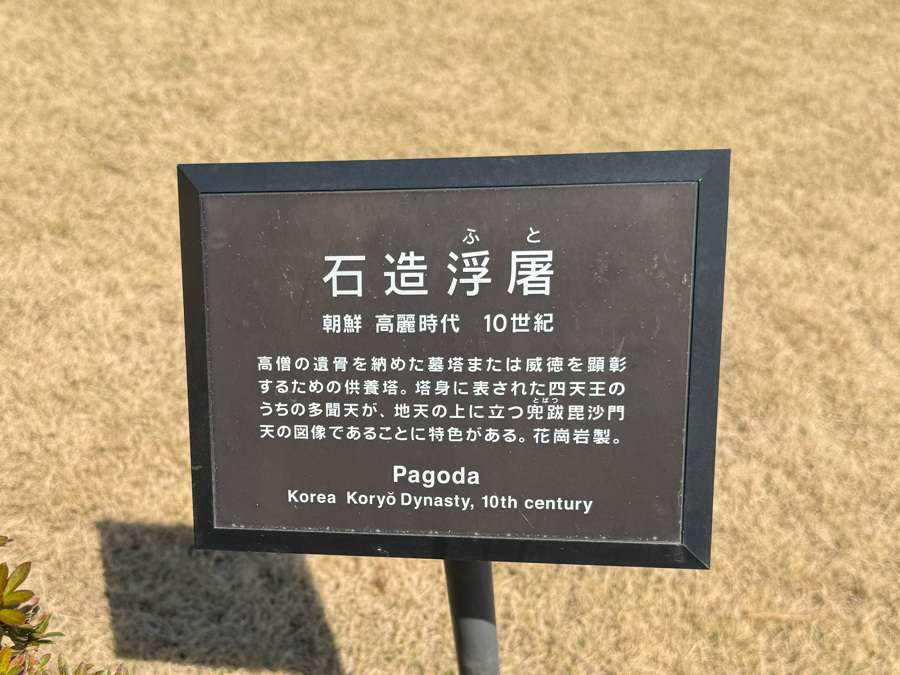 ふと
石造浮屠
朝鮮 高麗時代 10世紀
高僧の遺骨を納めた墓塔または威徳を顕彰
するための供養塔。塔身に表された四天王の
とばつ
うちの多聞天が、地天の上に立つ兜跋毘沙門
天の図像であることに特色がある。花崗岩製。
Pagoda
Korea Koryŏ Dynasty, 10th century